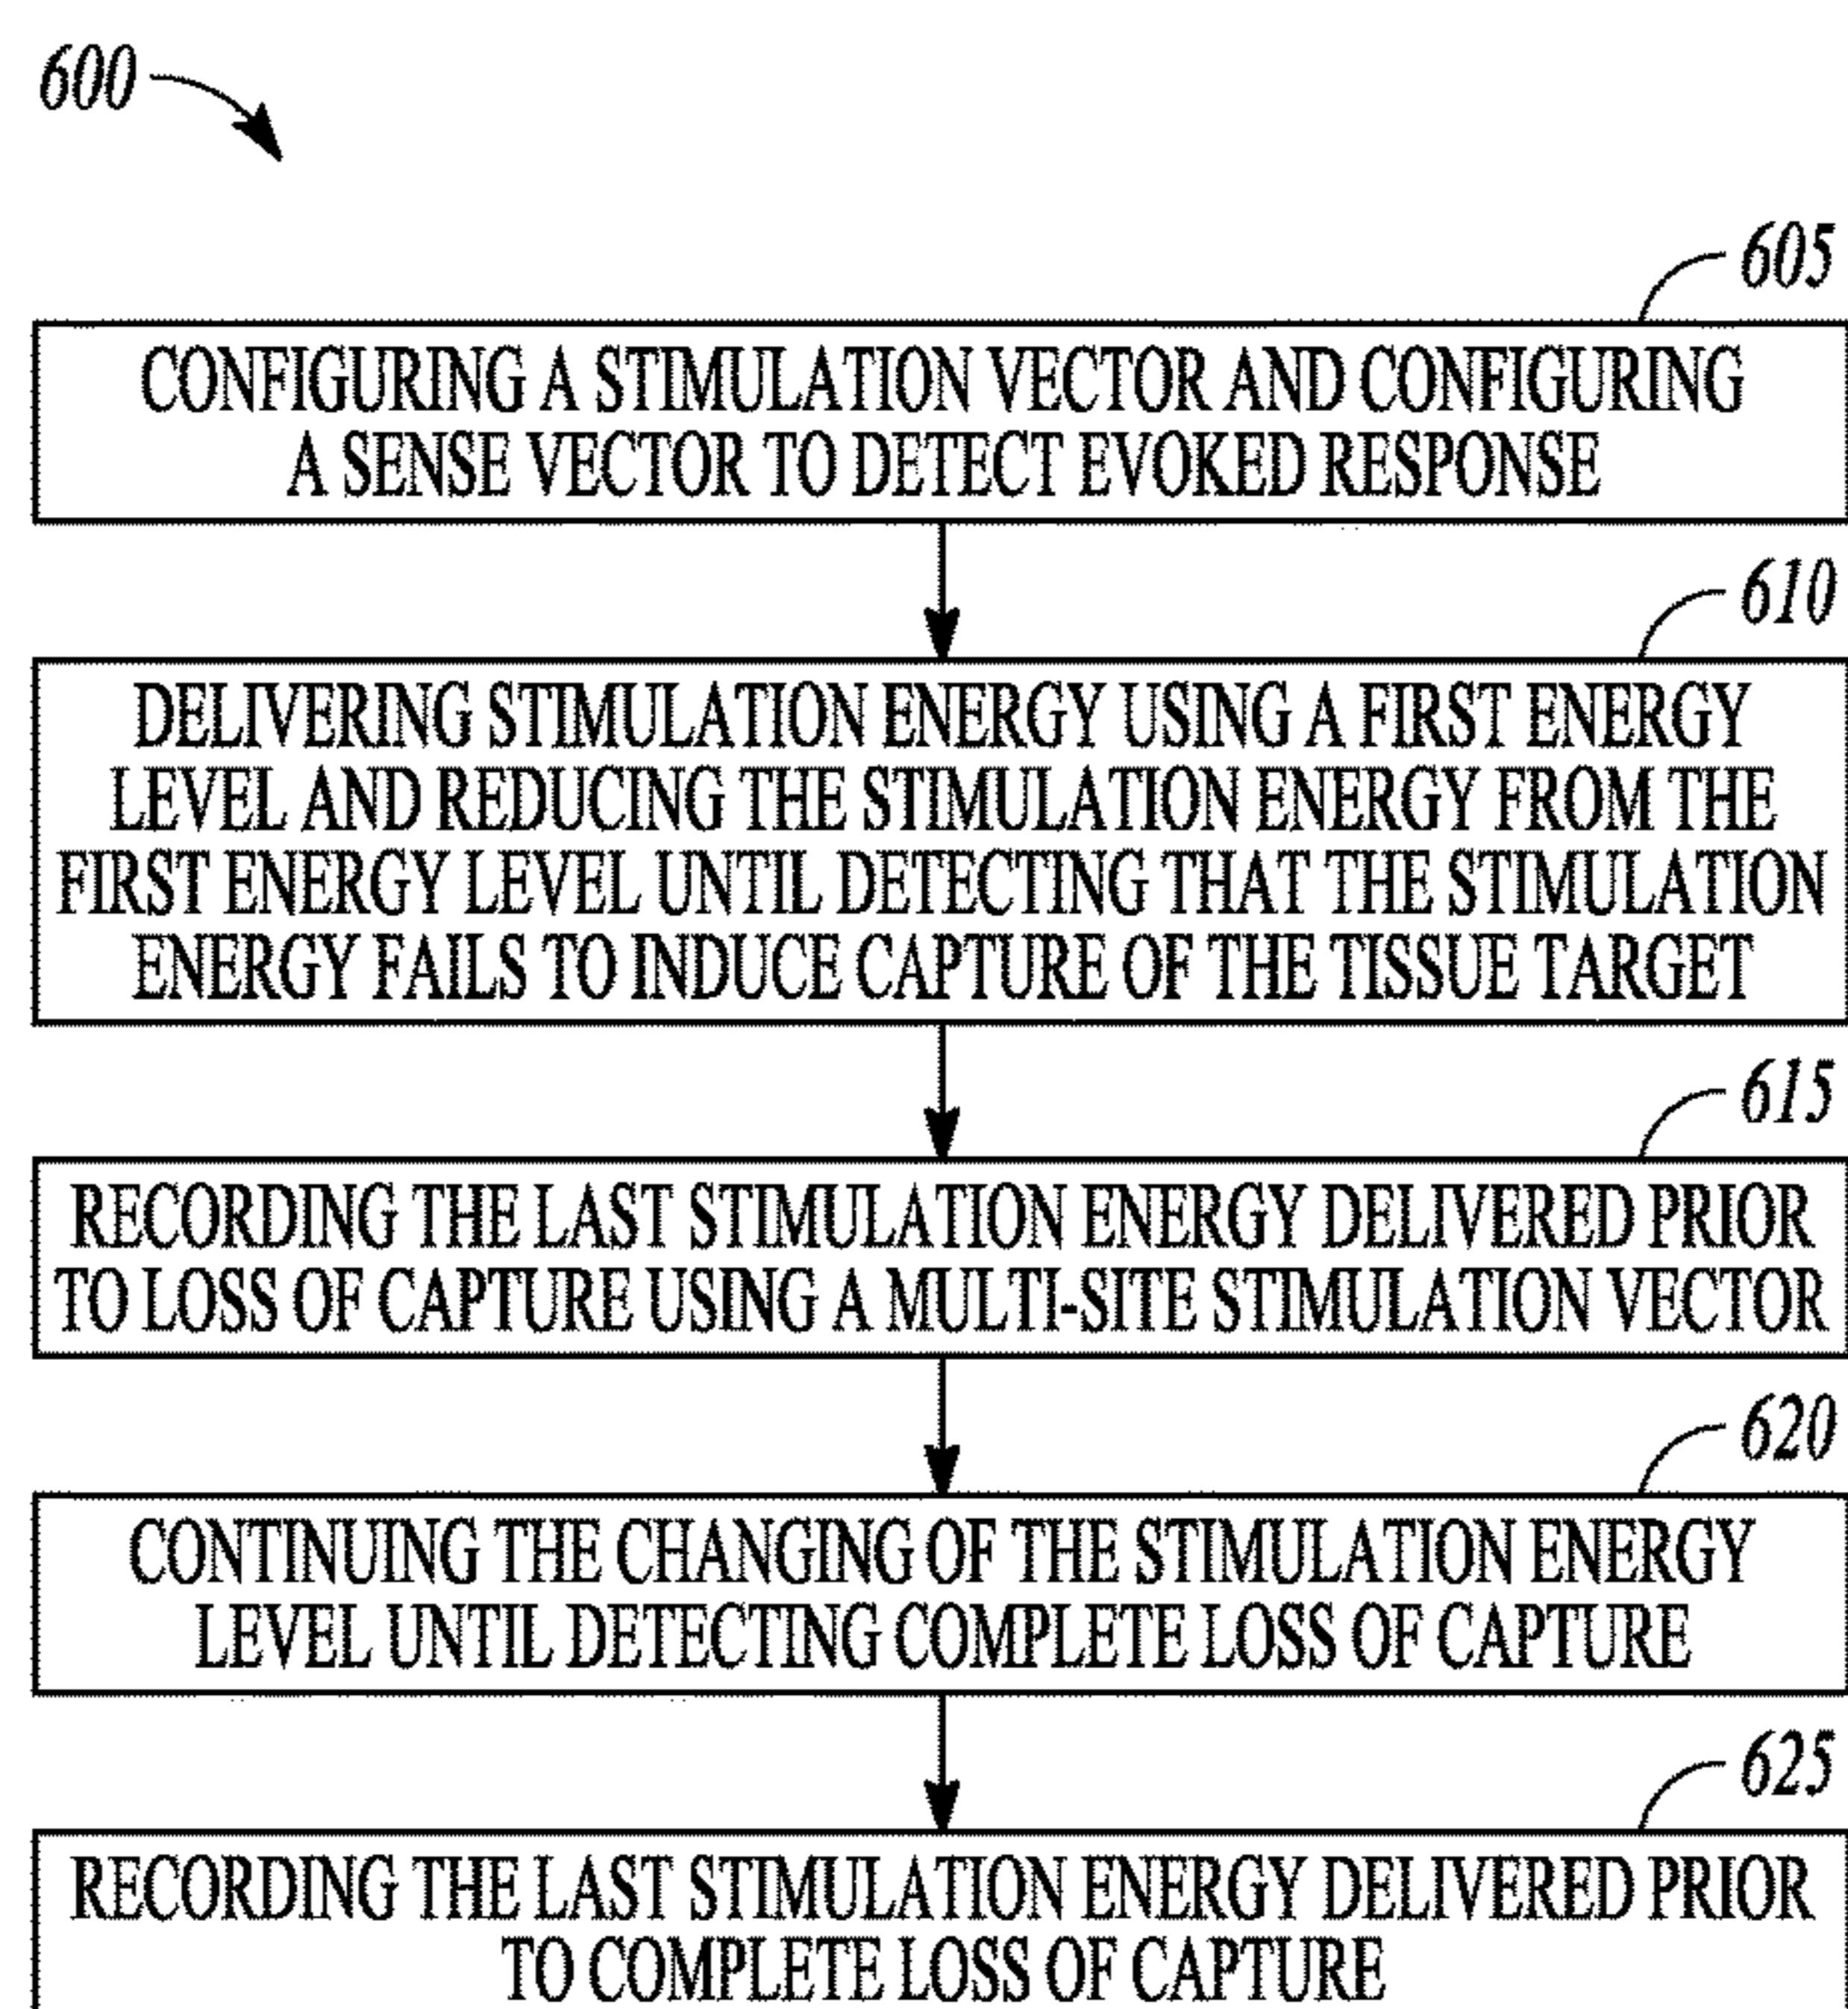 600
605
CONFIGURING A STIMULATION VECTOR AND CONFIGURING
A SENSE VECTOR TO DETECT EVOKED RESPONSE
610
DELIVERING STIMULATION ENERGY USING A FIRST ENERGY
LEVEL AND REDUCING THE STIMULATION ENERGY FROM THE
FIRST ENERGY LEVEL UNTIL DETECTING THAT THE STIMULATION
ENERGY FAILS TO INDUCE CAPTURE OF THE TISSUE TARGET
615
RECORDING THE LAST STIMULATION ENERGY DELIVERED PRIOR
TO LOSS OF CAPTURE USING A MULTI-SITE STIMULATION VECTOR
620
CONTINUING THE CHANGING OF THE STIMULATION ENERGY
LEVEL UNTIL DETECTING COMPLETE LOSS OF CAPTURE
625
RECORDING THE LAST STIMULATION ENERGY DELIVERED PRIOR
TO COMPLETE LOSS OF CAPTURE